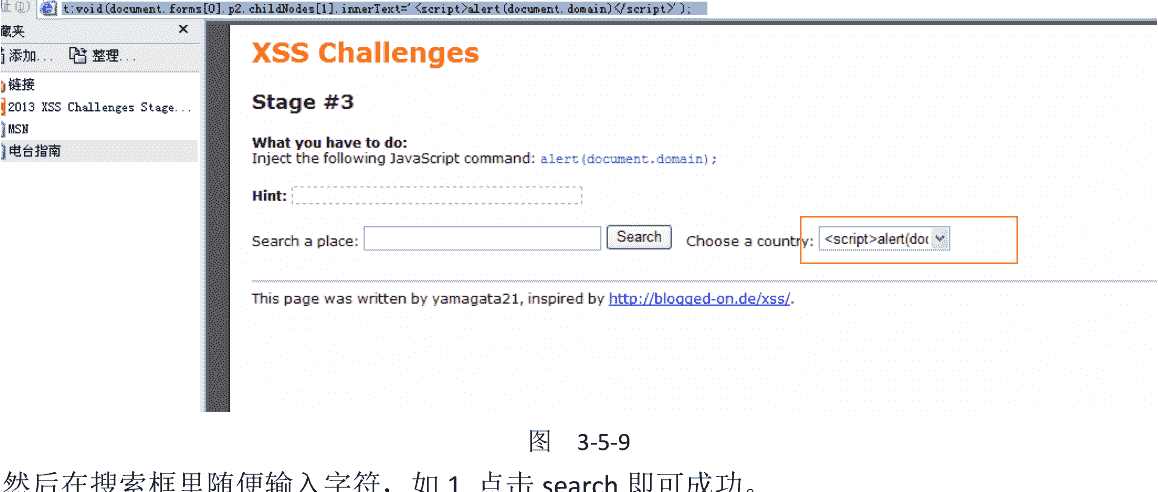 t:void(document.forms[0].p2.childNodes[1].innerText='<script>alert(document.domain)</script>');
藏夹
添加... 整理...
链接
2013 XSS Challenges Stage...
MSN
电台指南
XSS Challenges
Stage #3
What you have to do:
Inject the following JavaScript command: alert(document.domain);
Hint:
Search a place: Search Choose a country: <script>alert(doc
This page was written by yamagata21, inspired by http://blogged-on.de/xss/.
图 3-5-9
然后在搜索框里随便输入字符，如 1 点击 search 即可成功。